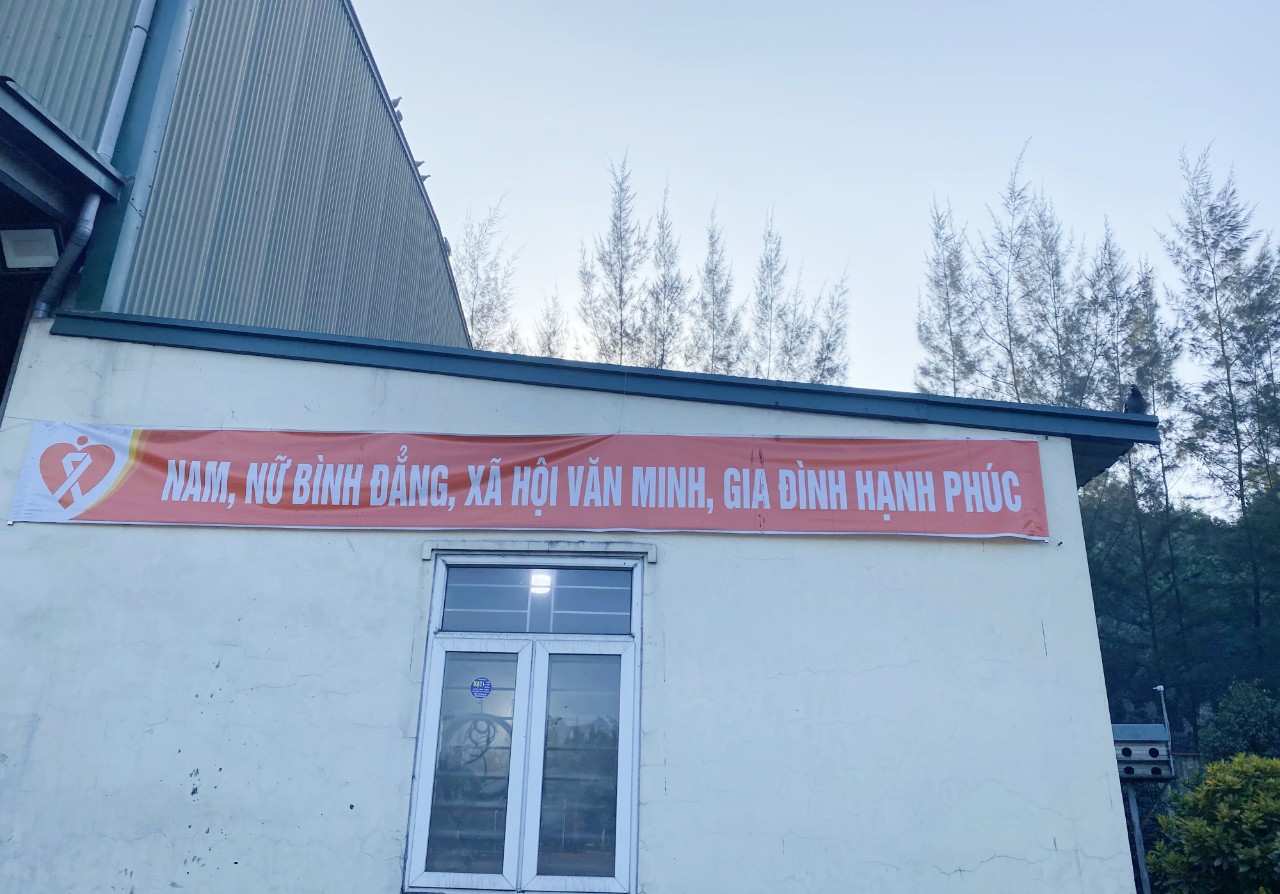 NAM, NỮ BÌNH ĐẲNG, XÃ HỘI VĂN MINH, GIA ĐÌNH HẠNH PHÚC